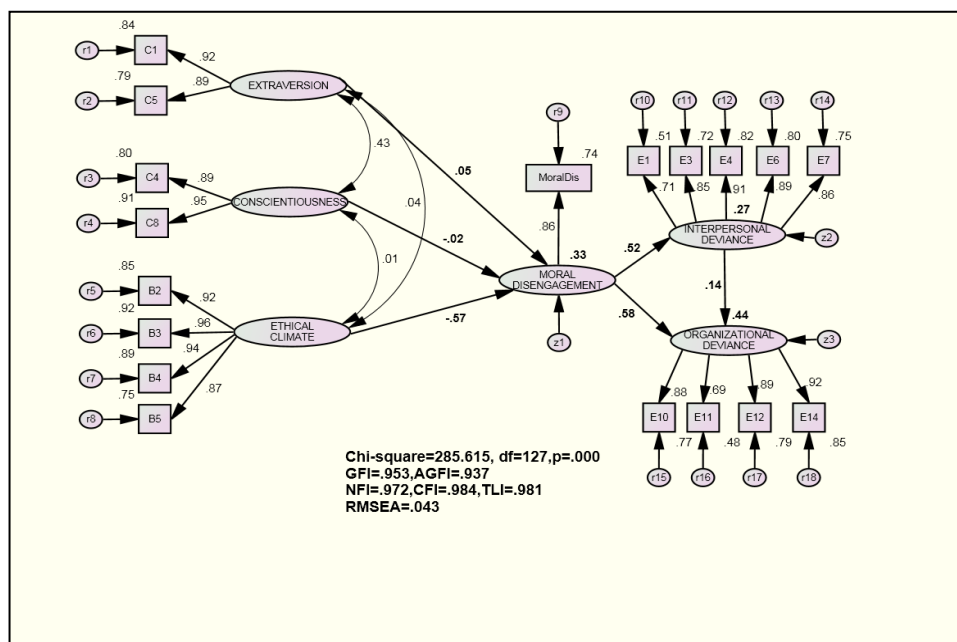 .84
r1
C1
.92
.79
r2
C5
.89
EXTRAVERSION
.43
.04
.80
r3
C4
.89
.91
r4
C8
.95
CONSCIENTIOUSNESS
.01
.85
r5
B2
.92
.92
r6
B3
.96
.89
r7
B4
.94
.75
r8
B5
.87
ETHICAL
CLIMATE
.05
-.02
-.57
r9
.74
MoralDis
.86
.33
MORAL
DISENGAGEMENT
z1
.52
.58
r10
r11
r12
r13
r14
.51
.72
.82
.80
.75
E1
E3
E4
E6
E7
.71
.85
.91
.89
.86
.27
INTERPERSONAL
DEVIANCE
z2
.14
.44
ORGANIZATIONAL
DEVIANCE
z3
.88
.69
.89
.92
E10
E11
E12
E14
.77
.48
.79
.85
r15
r16
r17
r18
Chi-square=285.615, df=127,p=.000
GFI=.953,AGFI=.937
NFI=.972,CFI=.984,TLI=.981
RMSEA=.043